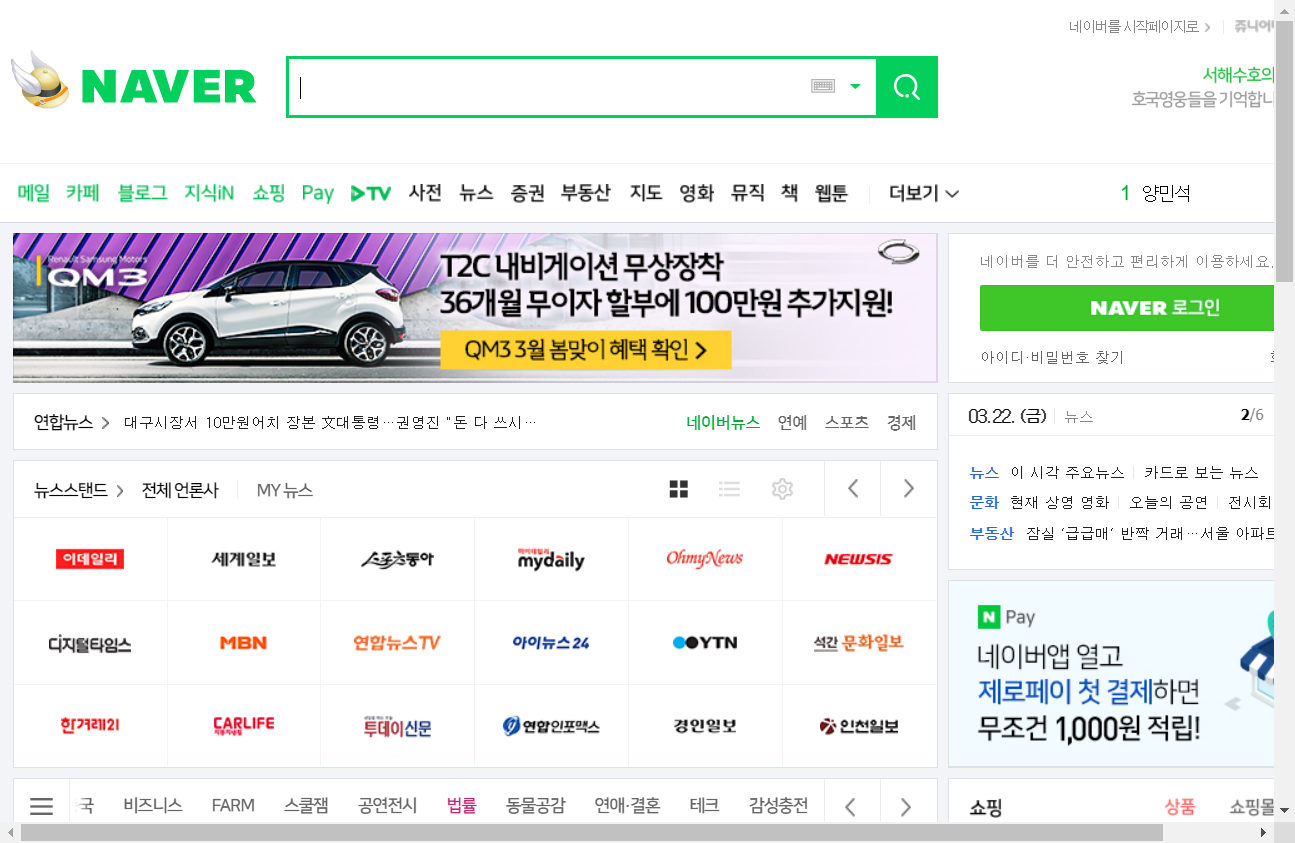 네이버를 시작페이지로
NAVER
서해수호의
호국영웅들을 기억합니
메일 카페 블로그 지식iN 쇼핑 Pay TV 사전 뉴스 증권 부동산 지도 영화 뮤직 책 웹툰 더보기
1 양민석
Renault Samsung Motors
QM3
T2C 내비게이션 무상장착
36개월 무이자 할부에 100만원 추가지원!
QM3 3월 봄맞이 혜택 확인 >
네이버를 더 안전하고 편리하게 이용하세요.
NAVER 로그인
아이디·비밀번호 찾기
연합뉴스 대구시장서 10만원어치 장본 文대통령…권영진 "돈 다 쓰시…
네이버뉴스 연예 스포츠 경제
03.22. (금) 뉴스 2/6
뉴스스탠드 전체 언론사 MY 뉴스
뉴스 이 시각 주요뉴스 카드로 보는 뉴스
문화 현재 상영 영화 오늘의 공연 전시회
부동산 잠실 '급급매' 반짝 거래…서울 아파트
이데일리 세계일보 스포츠동아 마이데일리 mydaily OhmyNews NEWSIS
디지털타임스 MBN 연합뉴스TV 아이뉴스24 YTN 석간 문화일보
한겨레21 CARLIFE 투데이신문 연합인포맥스 경인일보 인천일보
N Pay
네이버앱 열고
제로페이 첫 결제하면
무조건 1,000원 적립!
국 비즈니스 FARM 스쿨잼 공연전시 법률 동물공감 연애·결혼 테크 감성충전
쇼핑 상품 쇼핑몰